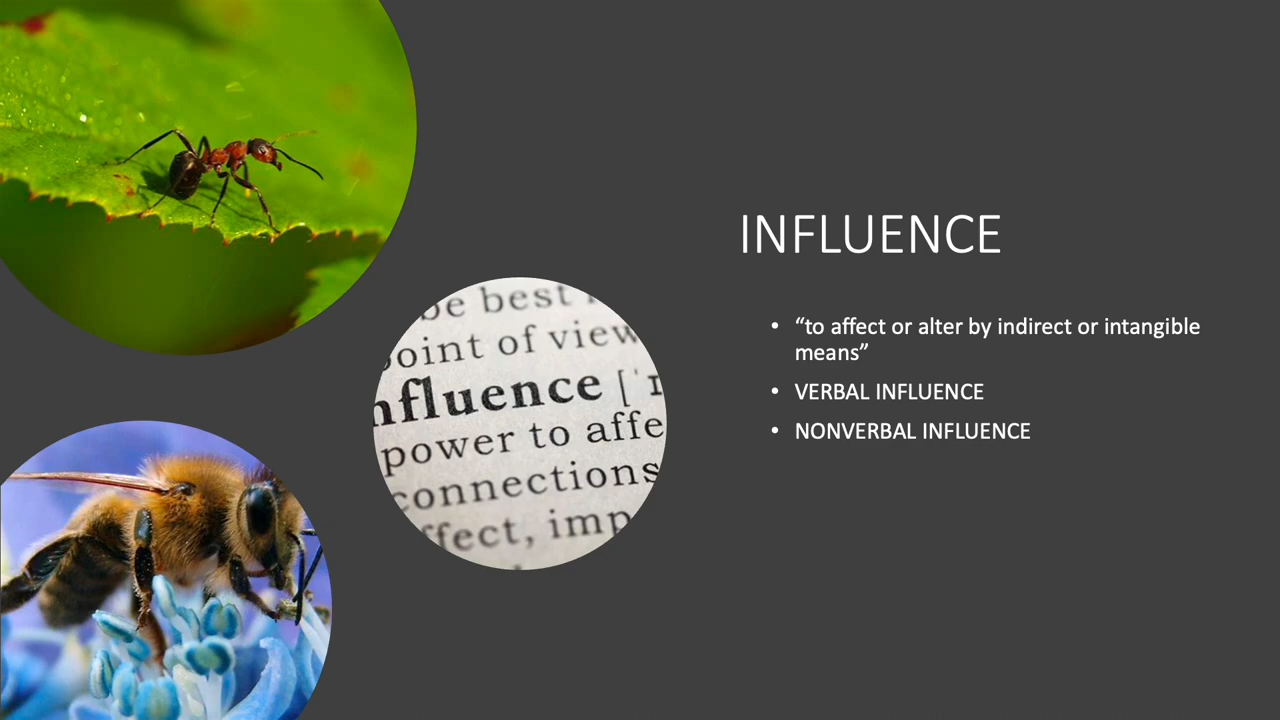 INFLUENCE
• “to affect or alter by indirect or intangible
means”
• VERBAL INFLUENCE
• NONVERBAL INFLUENCE
be best
point of view
nfluence [ˈɪ
power to affe
connections
ffect, imp